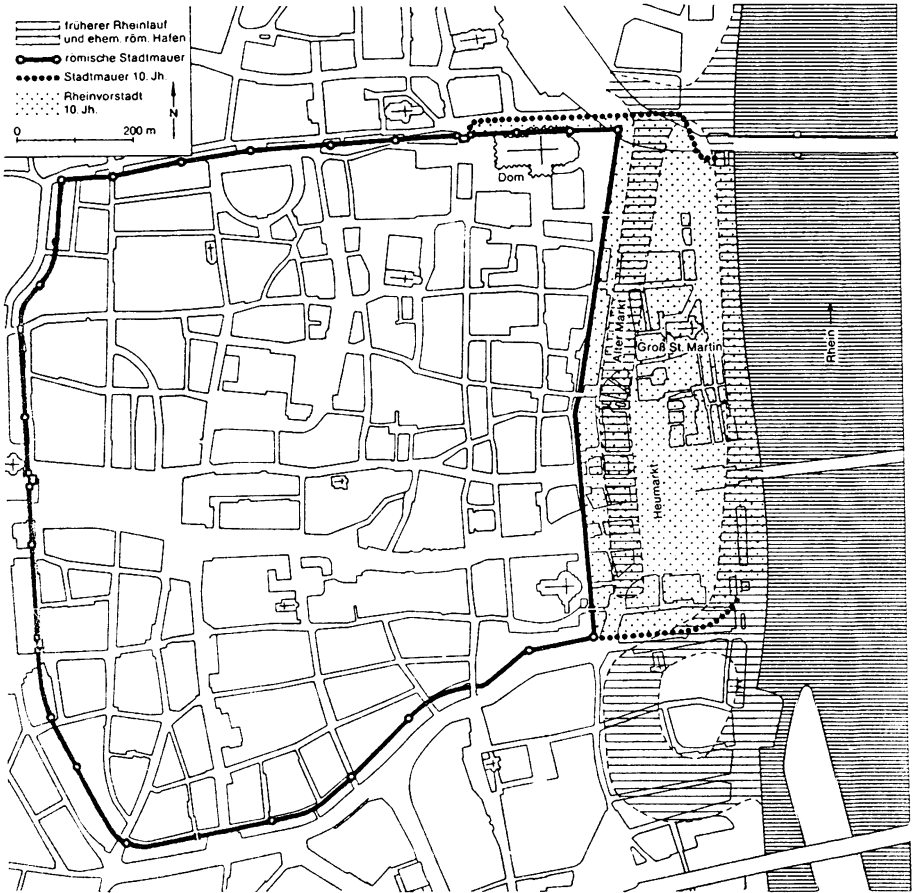 früherer Rheinlauf
und ehem. röm. Hafen
römische Stadtmauer
Stadtmauer 10. Jh.
Rheinvorstadt
10. Jh.
N
0 200 m
Dom
Alter Markt
Groß St. Martin
Rhein
Heumarkt